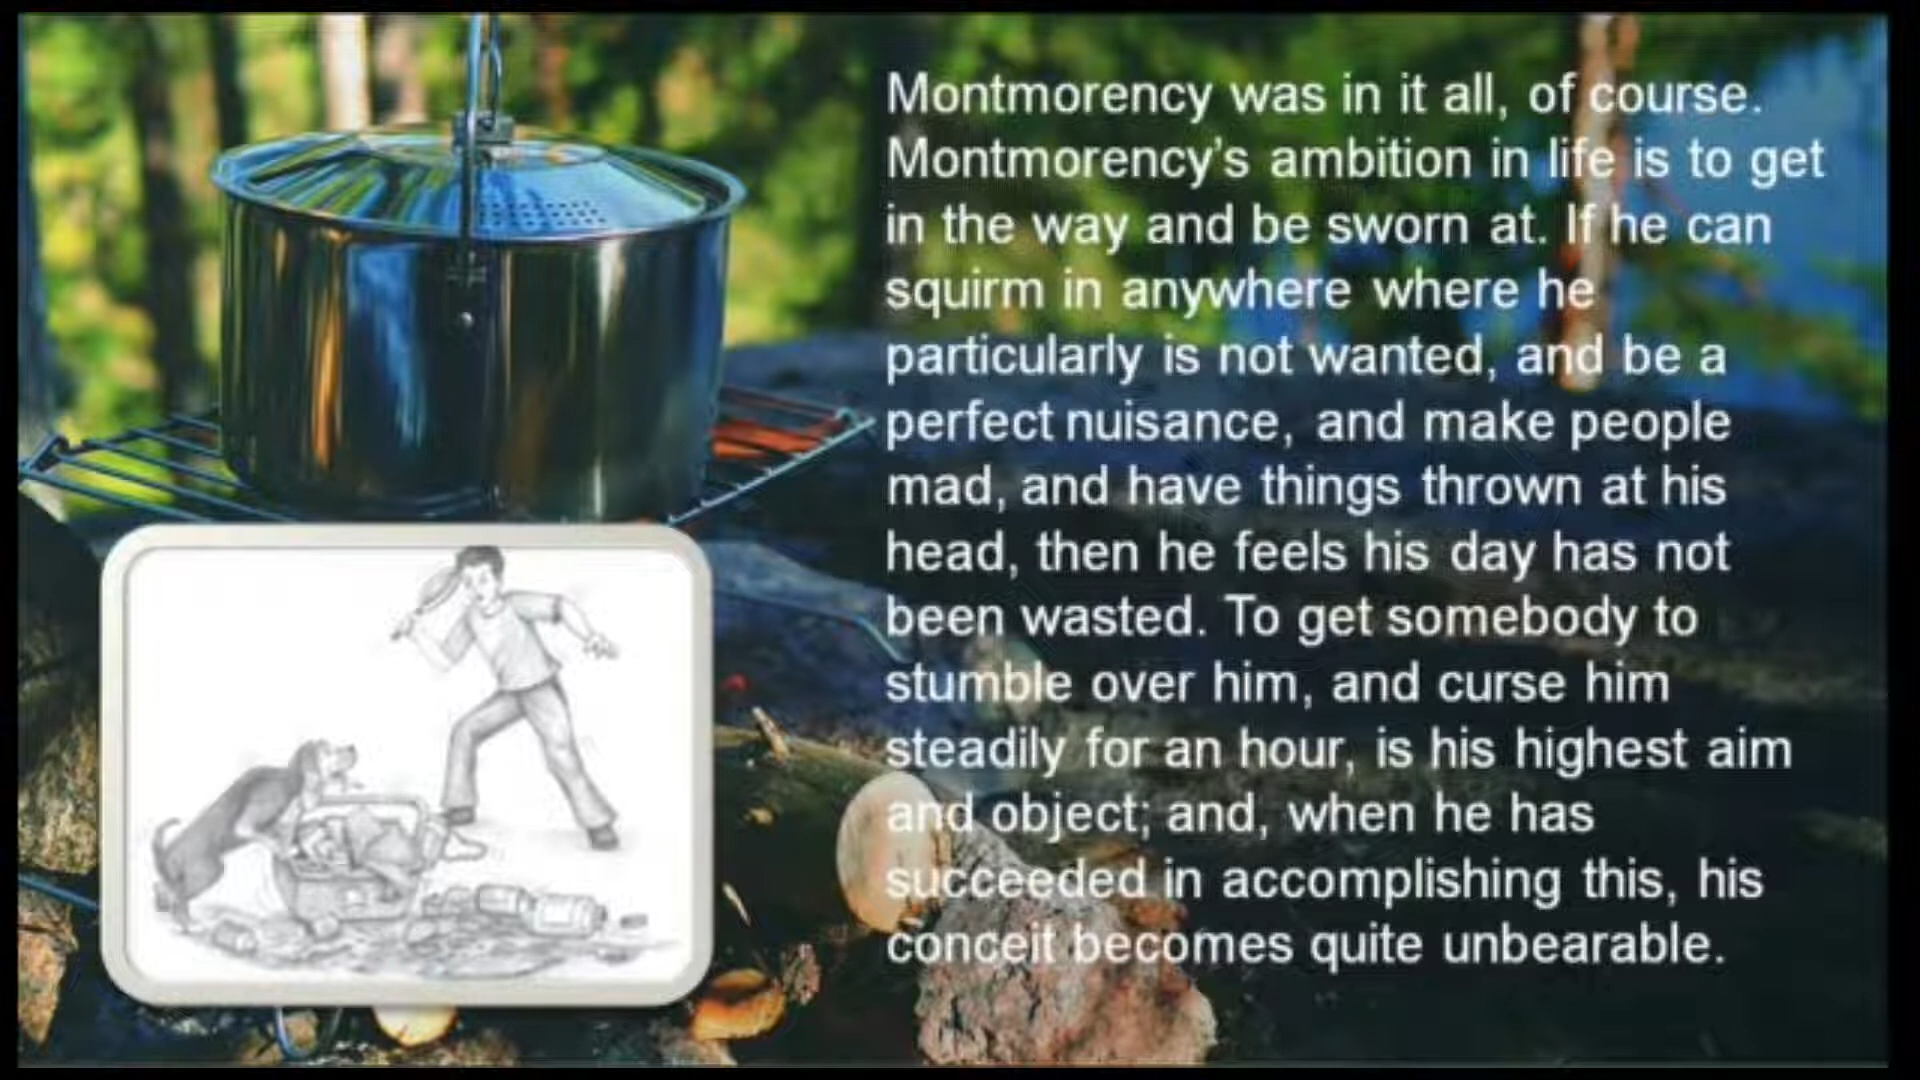 Montmorency was in it all, of course.
Montmorency's ambition in life is to get
in the way and be sworn at. If he can
squirm in anywhere where he
particularly is not wanted, and be a
perfect nuisance, and make people
mad, and have things thrown at his
head, then he feels his day has not
been wasted. To get somebody to
stumble over him, and curse him
steadily for an hour, is his highest aim
and object; and, when he has
succeeded in accomplishing this, his
conceit becomes quite unbearable.